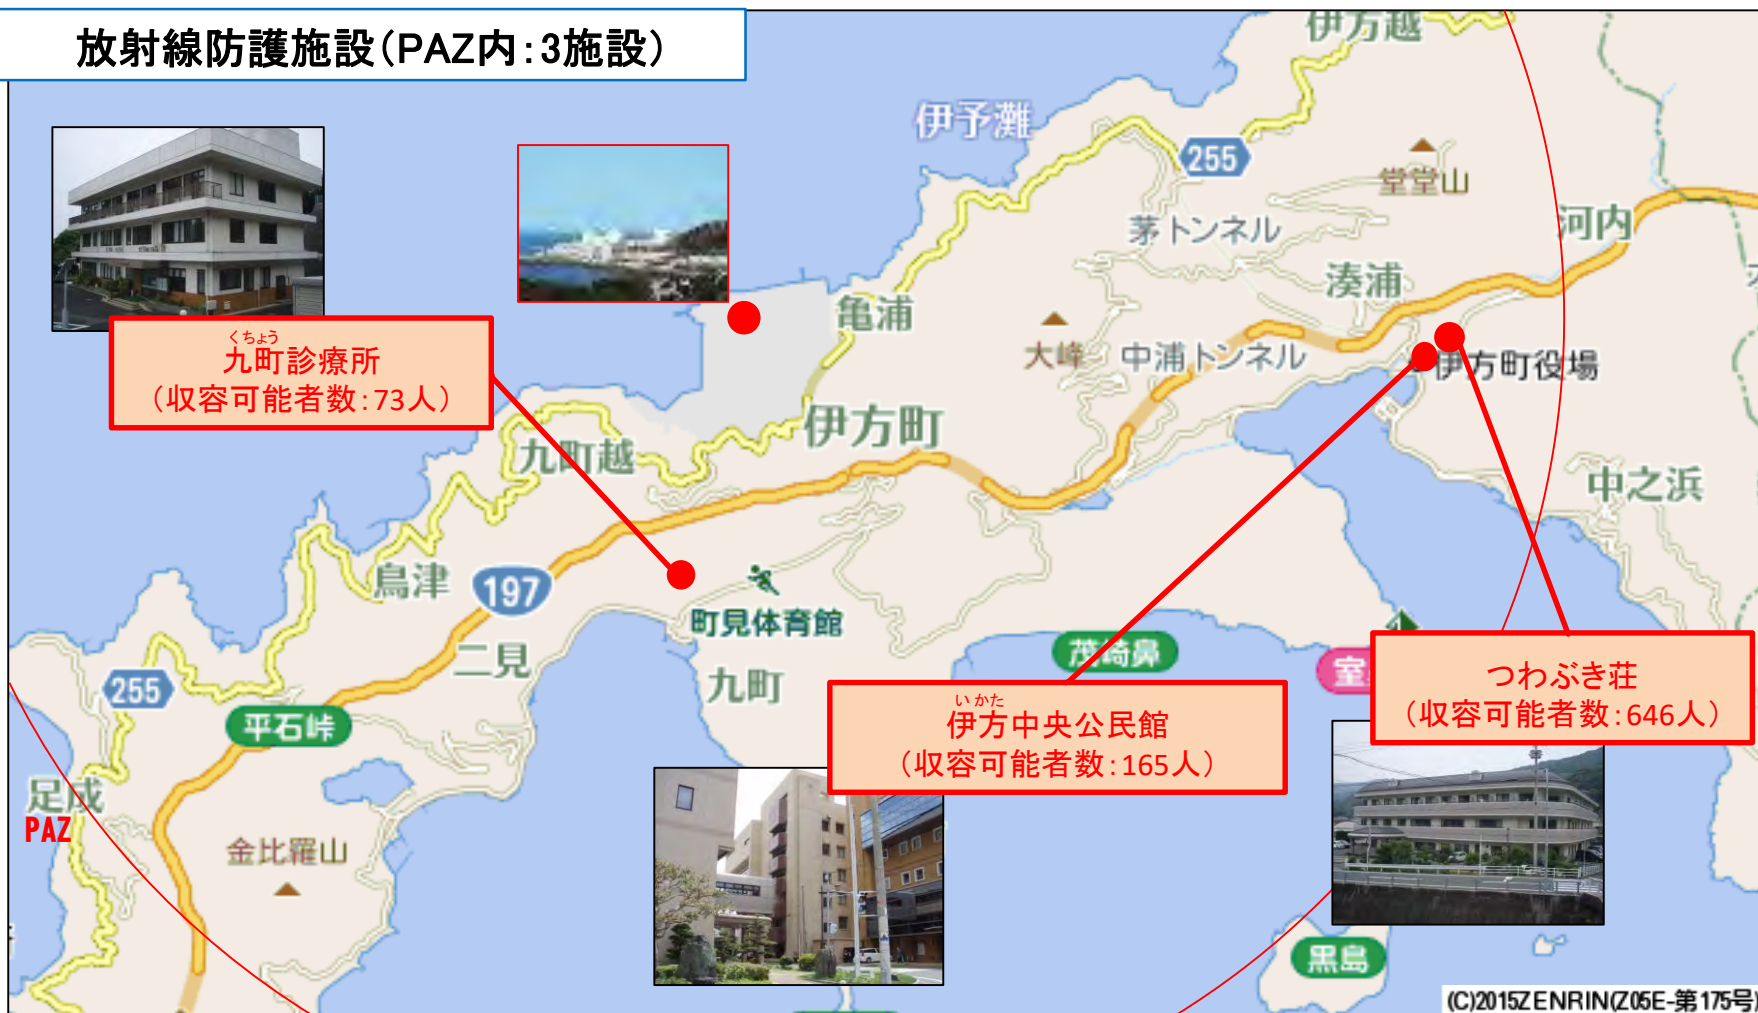 放射線防護施設(PAZ内:3施設)
伊方越
伊予灘
255
堂堂山
茅トンネル
河内
湊浦
亀浦
大峰
中浦トンネル
伊方町役場
くちょう
九町診療所
(収容可能者数:73人)
伊方町
九町越
中之浜
鳥津
197
町見体育館
二見
九町
茂崎鼻
室
255
平石峠
いかた
伊方中央公民館
(収容可能者数:165人)
つわぶき荘
(収容可能者数:646人)
足成
PAZ
金比羅山
黒島
(C)2015ZENRIN(Z05E-第175号)